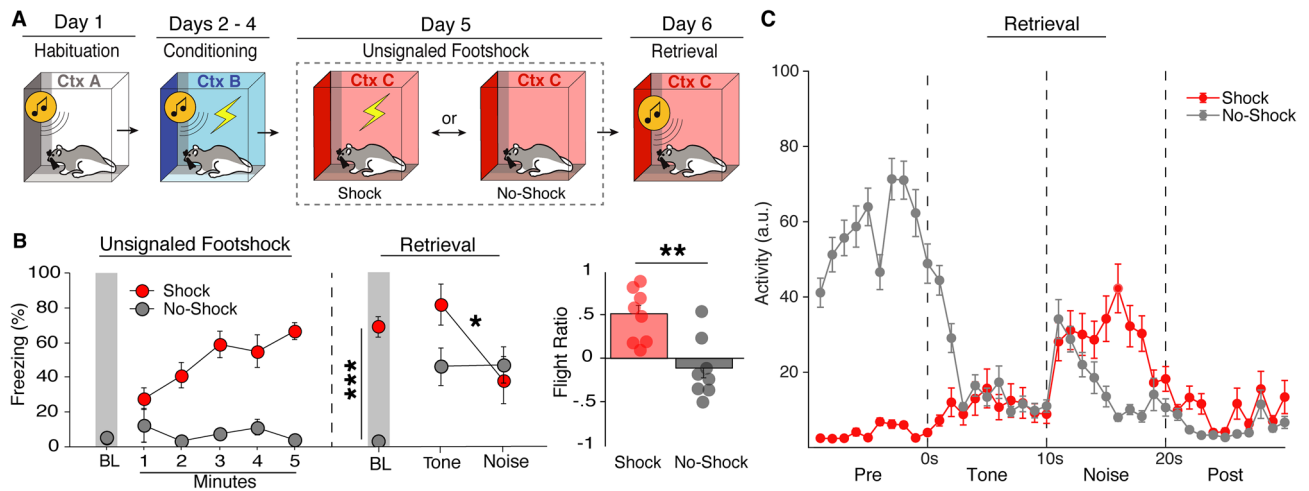 A
Day 1
Habituation
Ctx A
Days 2 - 4
Conditioning
Ctx B
Day 5
Unsignaled Footshock
Ctx C
Shock
or
Ctx C
No-Shock
Day 6
Retrieval
Ctx C
B
Unsignaled Footshock
Freezing (%)
100
80
60
40
20
0
Shock
No-Shock
BL
1
2
3
4
5
Minutes
Retrieval
***
*
BL
Tone
Noise
**
Flight Ratio
1
.5
0
-.5
-1
Shock
No-Shock
C
Retrieval
Activity (a.u.)
100
80
60
40
20
Shock
No-Shock
0s
10s
20s
Pre
Tone
Noise
Post